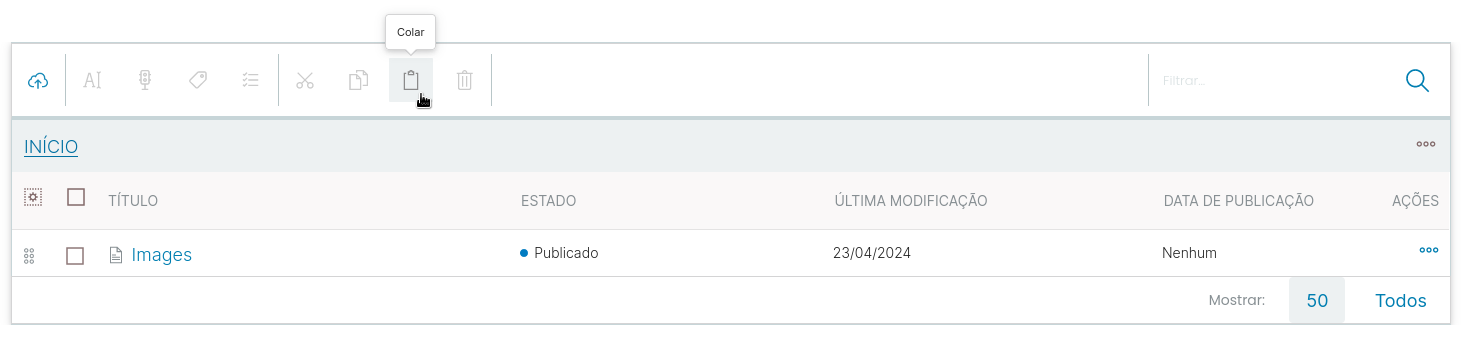 Colar
Filtrar...
INÍCIO
TÍTULO ESTADO ÚLTIMA MODIFICAÇÃO DATA DE PUBLICAÇÃO AÇÕES
Images Publicado 23/04/2024 Nenhum
Mostrar: 50 Todos